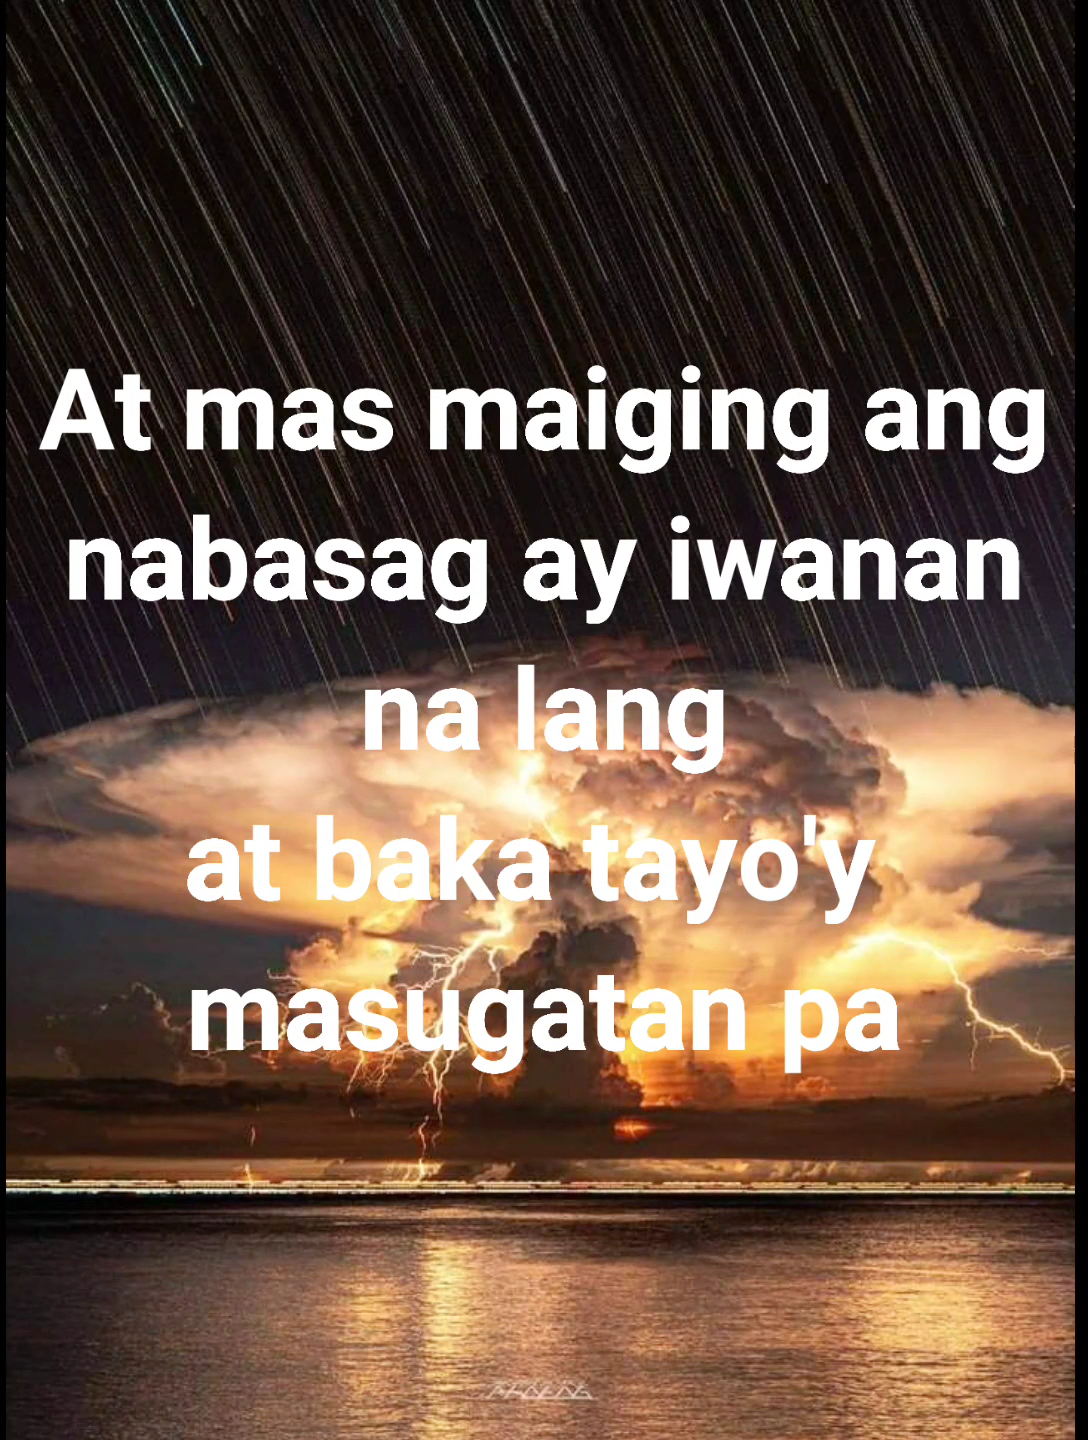 At mas maiging ang
nabasag ay iwanan
na lang
at baka tayo'y
masugatan pa